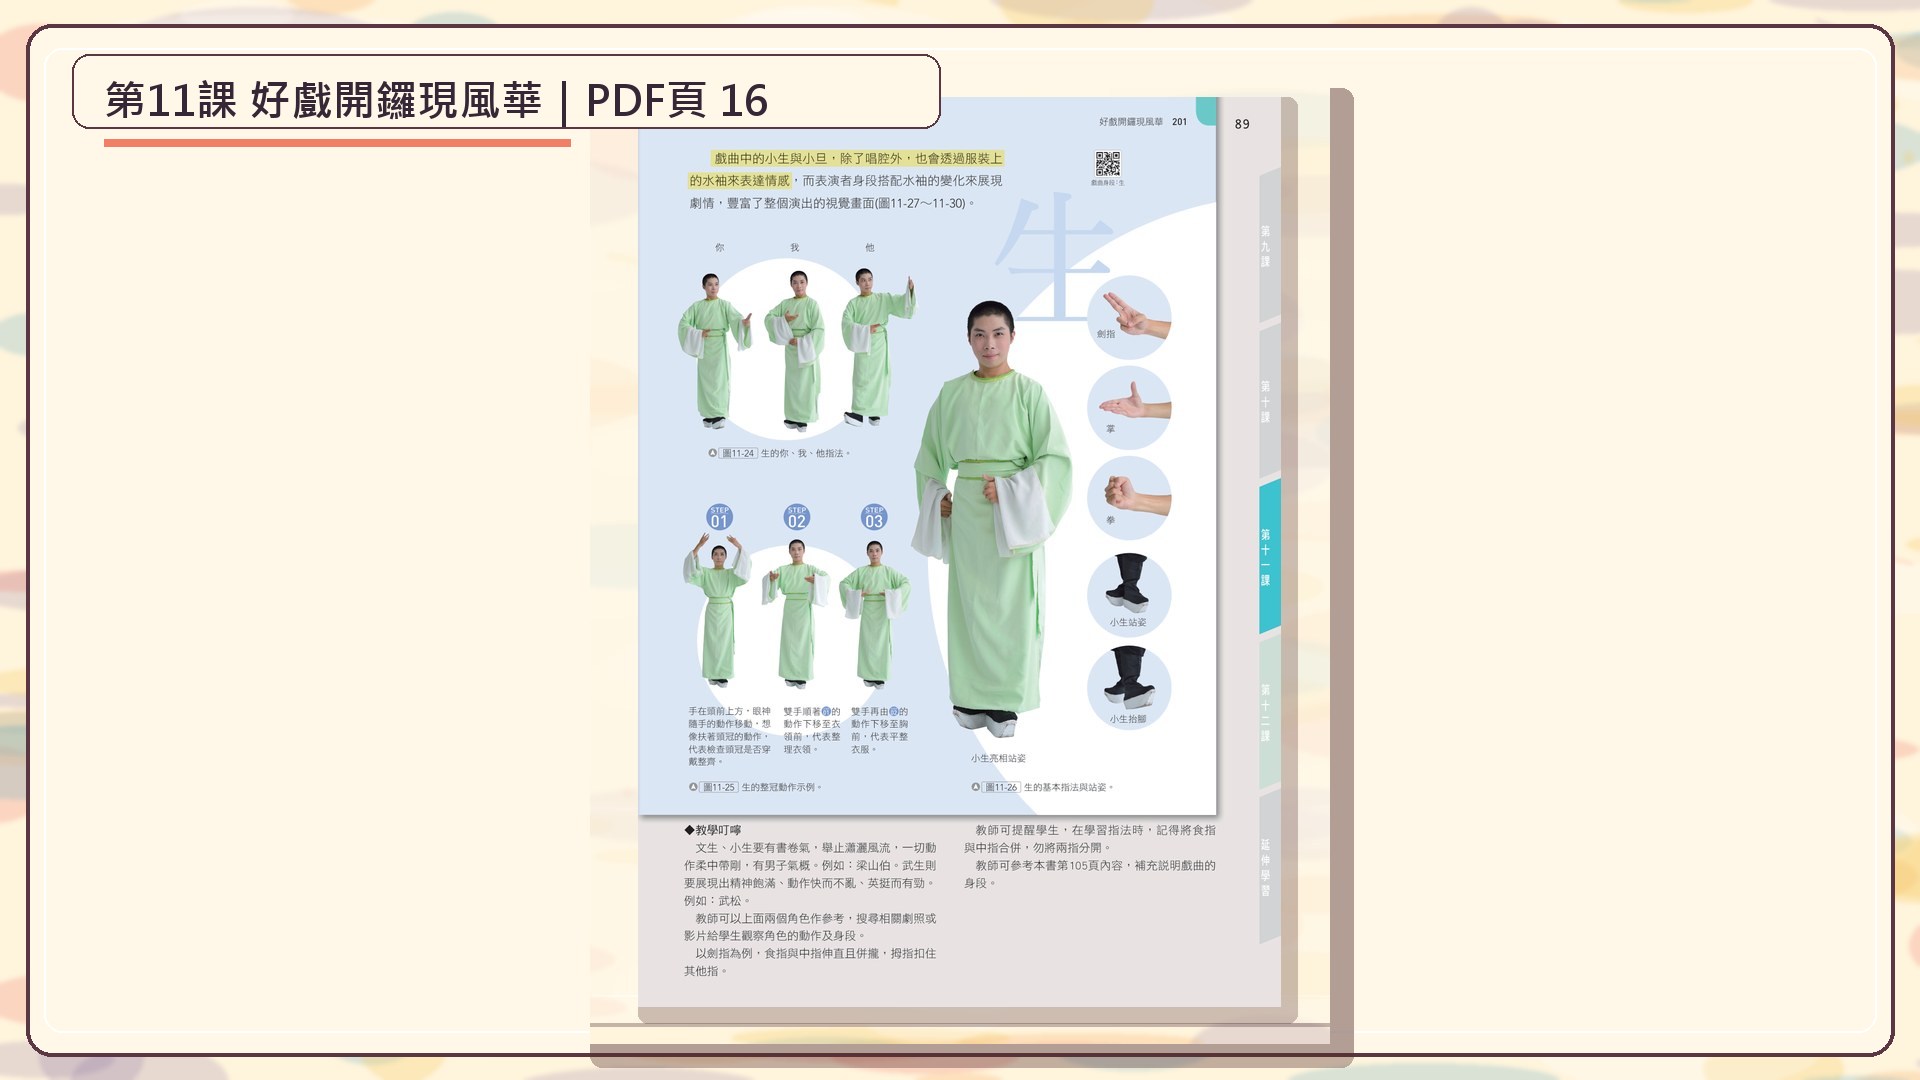 第11課 好戲開鑼現風華 | PDF頁 16
好戲開鑼現風華 201
89
戲曲中的小生與小旦，除了唱腔外，也會透過服裝上
的水袖來表達情感，而表演者身段搭配水袖的變化來展現
劇情，豐富了整個演出的視覺畫面(圖11-27～11-30)。
戲曲身段：生
生
你 我 他
圖11-24 生的你、我、他指法。
STEP 01
STEP 02
STEP 03
手在頭前上方，眼神
隨手的動作移動，想
像扶著頭冠的動作，
代表檢查頭冠是否穿
戴整齊。
雙手順著的
動作下移至衣
領前，代表整
理衣領。
雙手再由的
動作下移至胸
前，代表平整
衣服。
圖11-25 生的整冠動作示例。
劍指
掌
拳
小生站姿
小生抬腳
小生亮相站姿
圖11-26 生的基本指法與站姿。
第九課
第十課
第十一課
第十二課
延伸學習
◆教學叮嚀
文生、小生要有書卷氣，舉止瀟灑風流，一切動
作柔中帶剛，有男子氣概。例如：梁山伯。武生則
要展現出精神飽滿、動作快而不亂、英挺而有勁。
例如：武松。
教師可以上面兩個角色作參考，搜尋相關劇照或
影片給學生觀察角色的動作及身段。
以劍指為例，食指與中指伸直且併攏，拇指扣住
其他指。
教師可提醒學生，在學習指法時，記得將食指
與中指合併，勿將兩指分開。
教師可參考本書第105頁內容，補充說明戲曲的
身段。